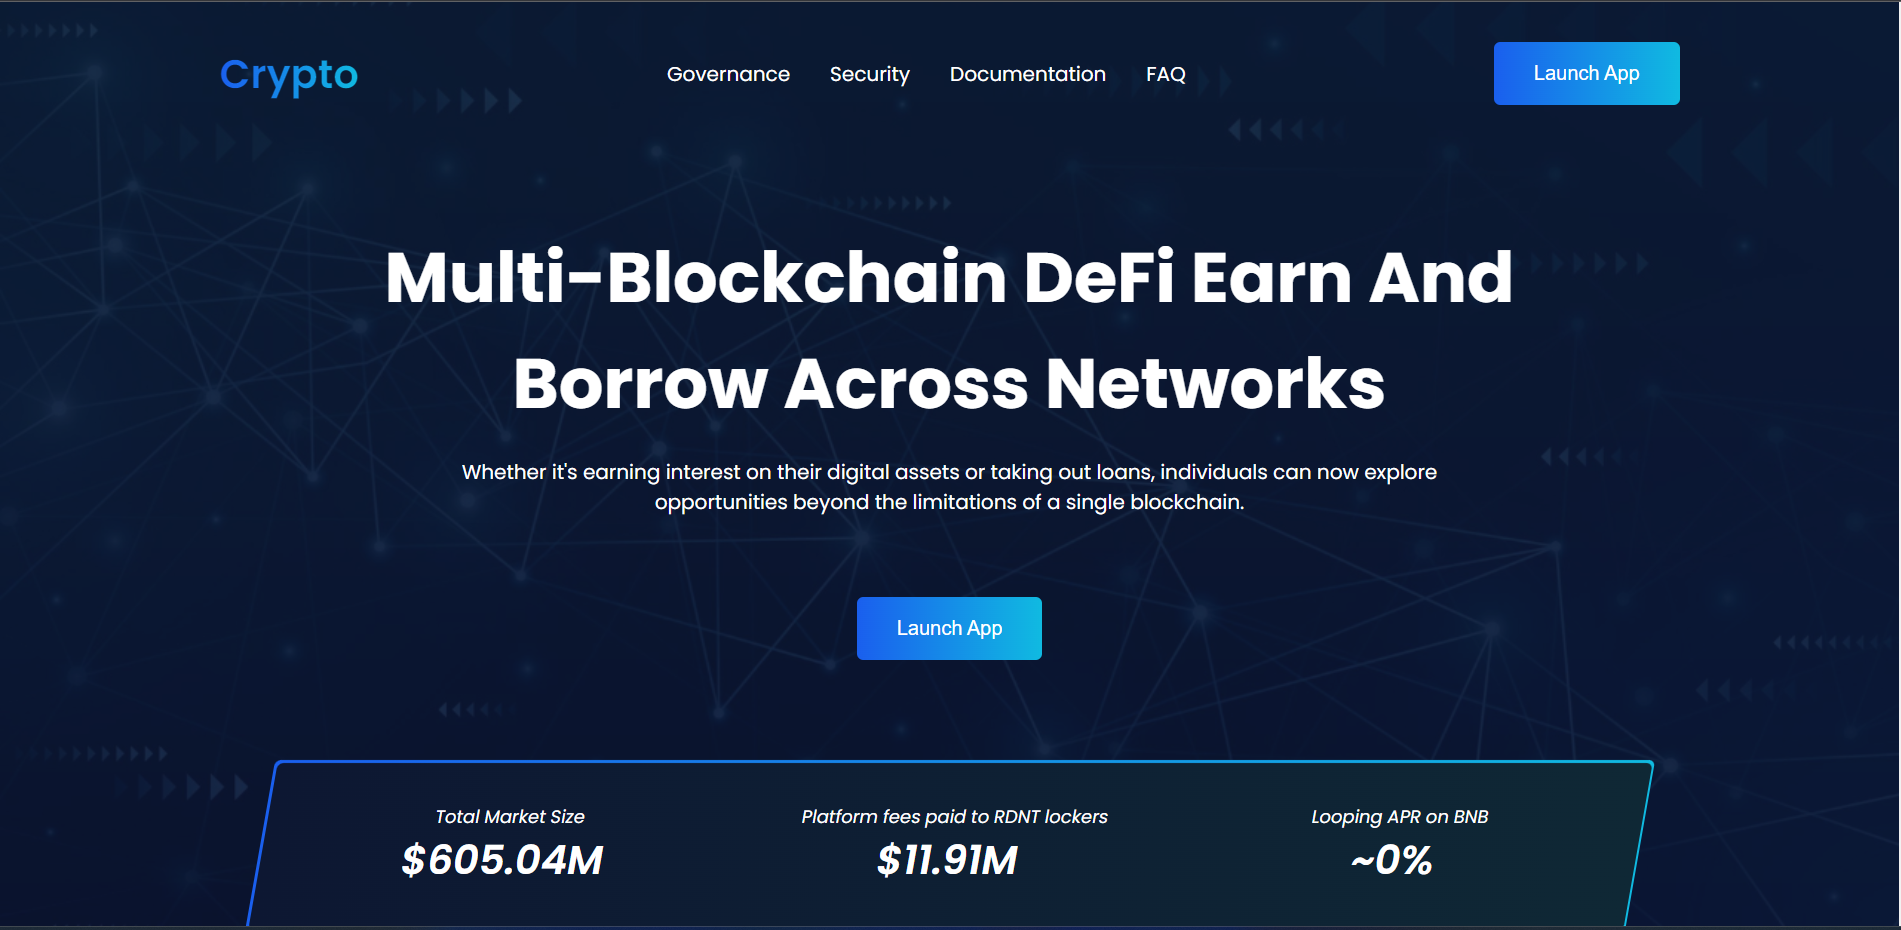 Crypto
Governance
Security
Documentation
FAQ
Launch App
Multi-Blockchain DeFi Earn And
Borrow Across Networks
Whether it's earning interest on their digital assets or taking out loans, individuals can now explore
opportunities beyond the limitations of a single blockchain.
Launch App
Total Market Size
$605.04M
Platform fees paid to RDNT lockers
$11.91M
Looping APR on BNB
~0%